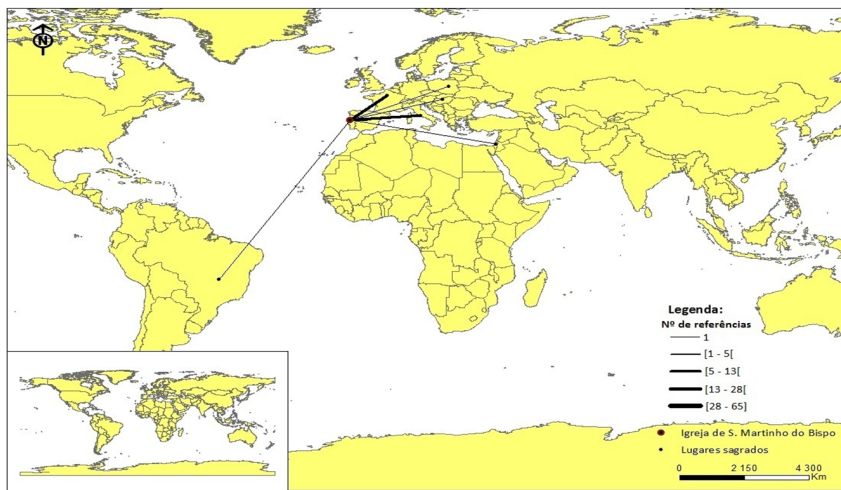 N
Legenda:
Nº de referências
1
[1 - 5[
[5 - 13[
[13 - 28[
[28 - 65]
Igreja de S. Martinho do Bispo
Lugares sagrados
0 2 150 4 300
Km